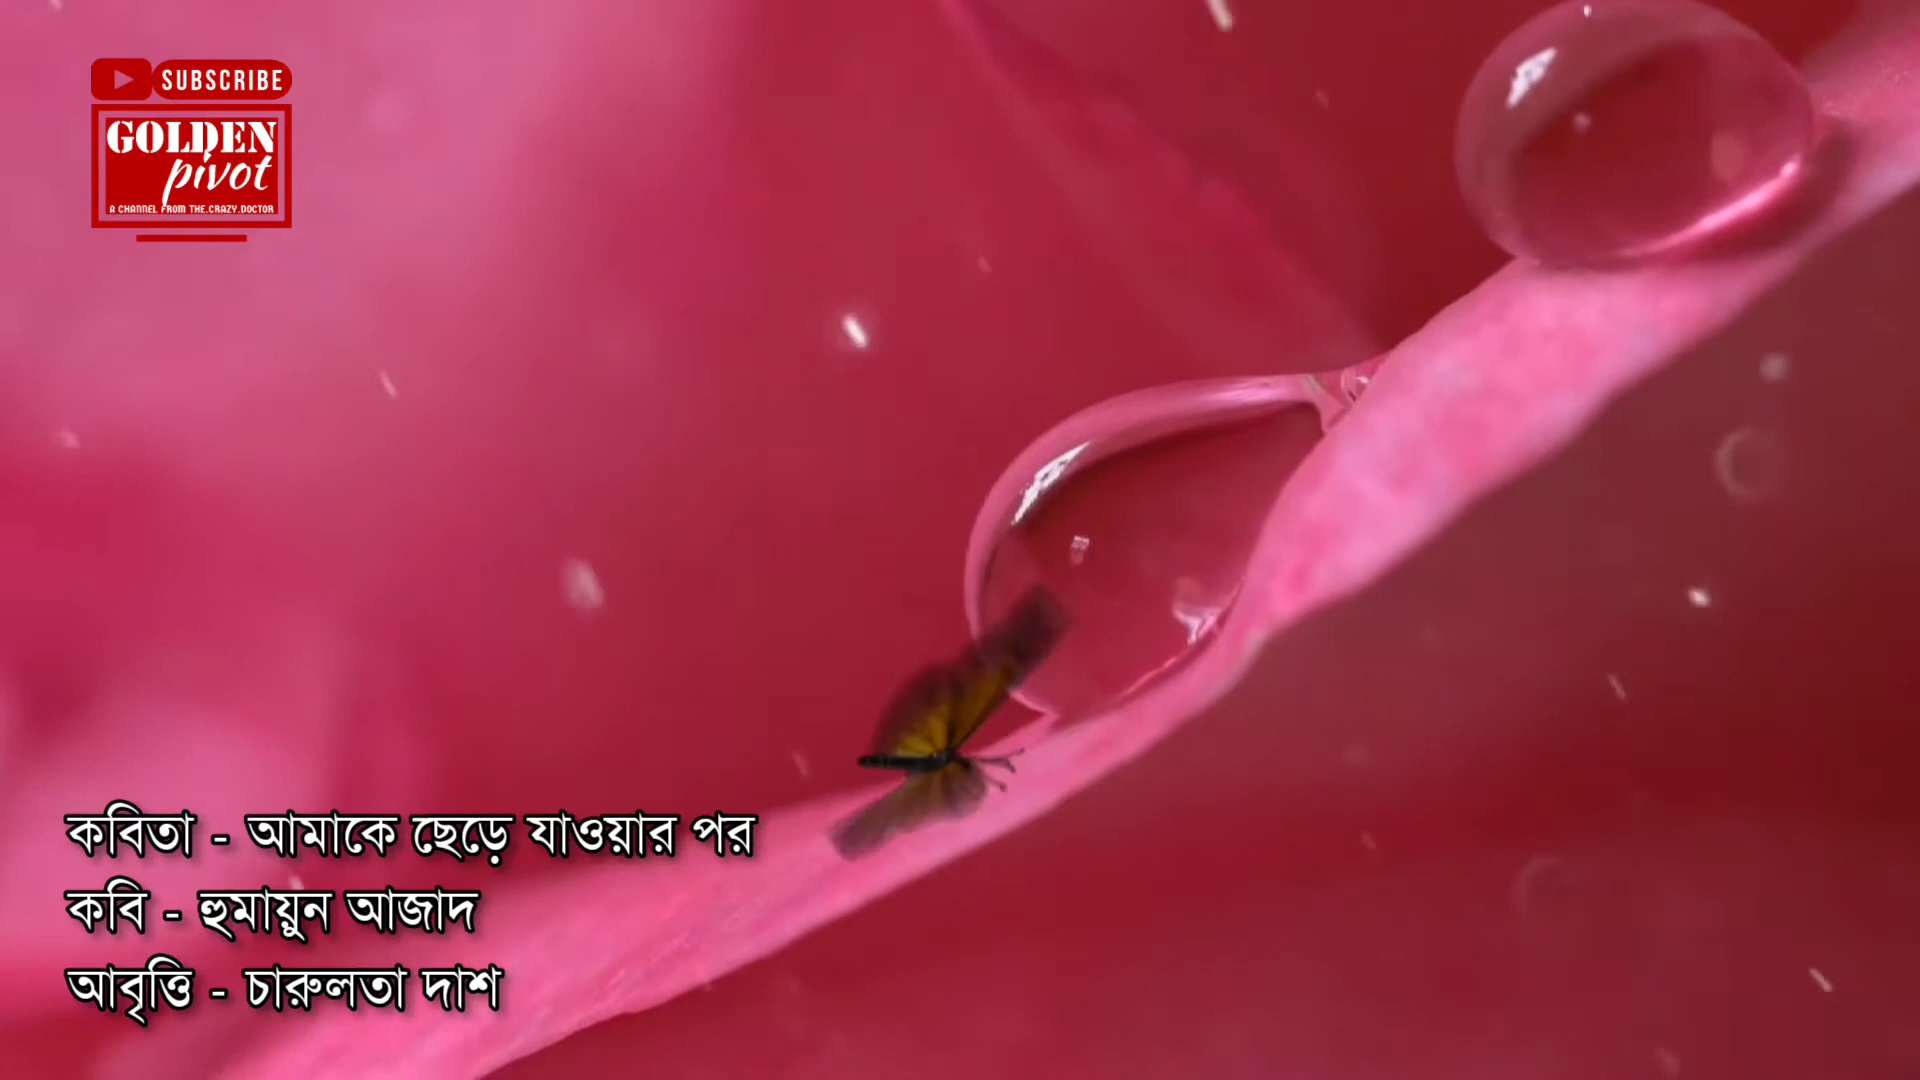 SUBSCRIBE
GOLDEN
pivot
A CHANNEL FROM THE.CRAZY.DOCTOR
কবিতা - আমাকে ছেড়ে যাওয়ার পর
কবি - হুমায়ুন আজাদ
আবৃত্তি - চারুলতা দাশ